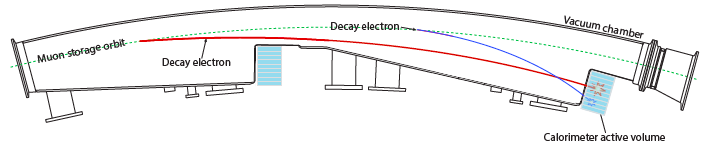 Decay electron
Vacuum chamber
Muon storage orbit
Decay electron
Calorimeter active volume